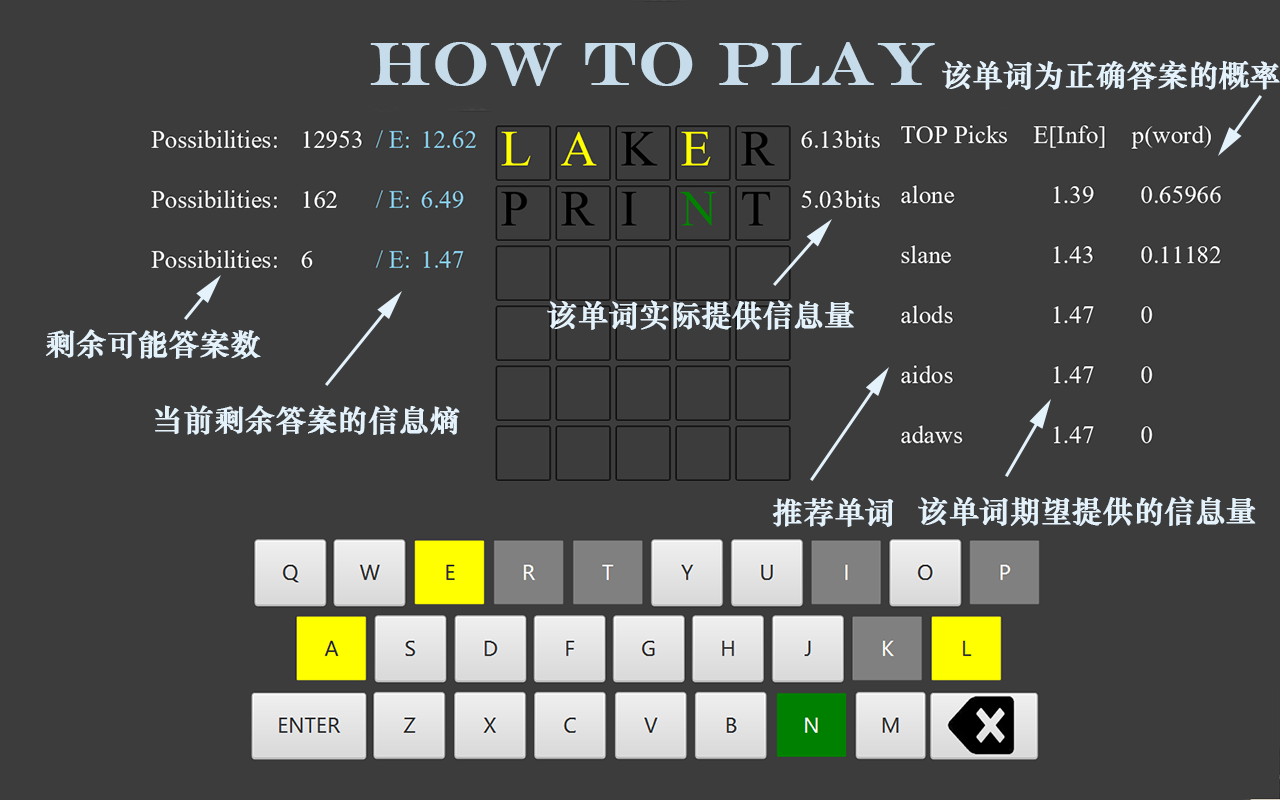 HOW TO PLAY
该单词为正确答案的概率
Possibilities: 12953 / E: 12.62
L A K E R
6.13bits
TOP Picks E[Info] p(word)
Possibilities: 162 / E: 6.49
P R I N T
5.03bits
alone 1.39 0.65966
Possibilities: 6 / E: 1.47
slane 1.43 0.11182
剩余可能答案数
该单词实际提供信息量
alods 1.47 0
当前剩余答案的信息熵
aidos 1.47 0
adaws 1.47 0
推荐单词
该单词期望提供的信息量
Q W E R T Y U I O P
A S D F G H J K L
ENTER Z X C V B N M